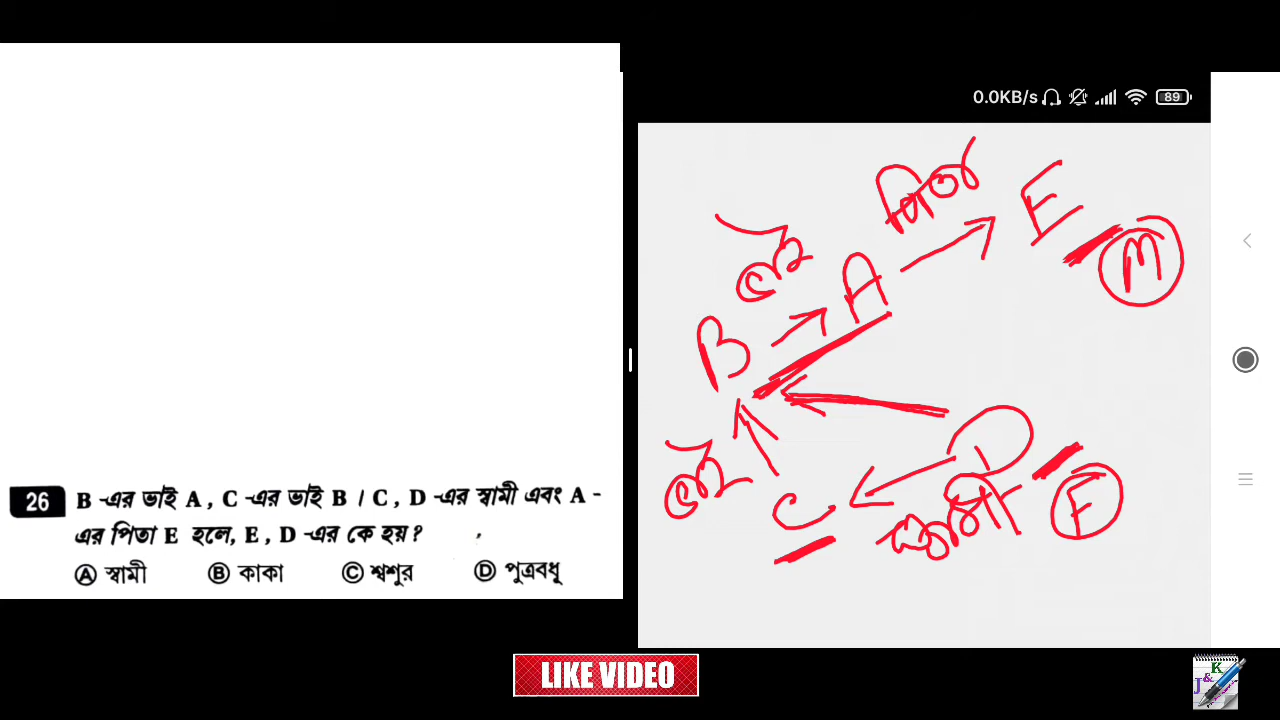 0.0KB/s 89
পিতা E
M
ভাই A
B
ভাই D
C স্বামী F
26 B -এর ভাই A , C -এর ভাই B । C , D -এর স্বামী এবং A -
এর পিতা E হলে, E , D -এর কে হয় ?
A স্বামী B কাকা C শ্বশুর D পুত্রবধূ
LIKE VIDEO
J&K